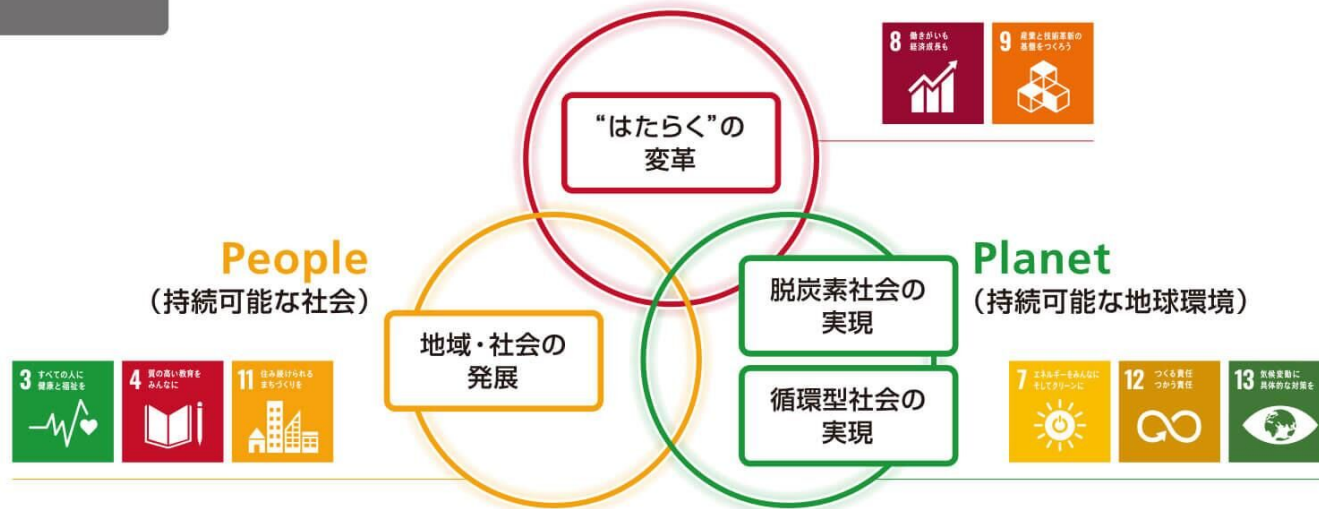 8 働きがいも
経済成長も
9 産業と技術革新の
基盤をつくろう
“はたらく”の
変革
People
(持続可能な社会)
Planet
(持続可能な地球環境)
脱炭素社会の
実現
地域・社会の
発展
循環型社会の
実現
3 すべての人に
健康と福祉を
4 質の高い教育を
みんなに
11 住み続けられる
まちづくりを
7 エネルギーをみんなに
そしてクリーンに
12 つくる責任
つかう責任
13 気候変動に
具体的な対策を